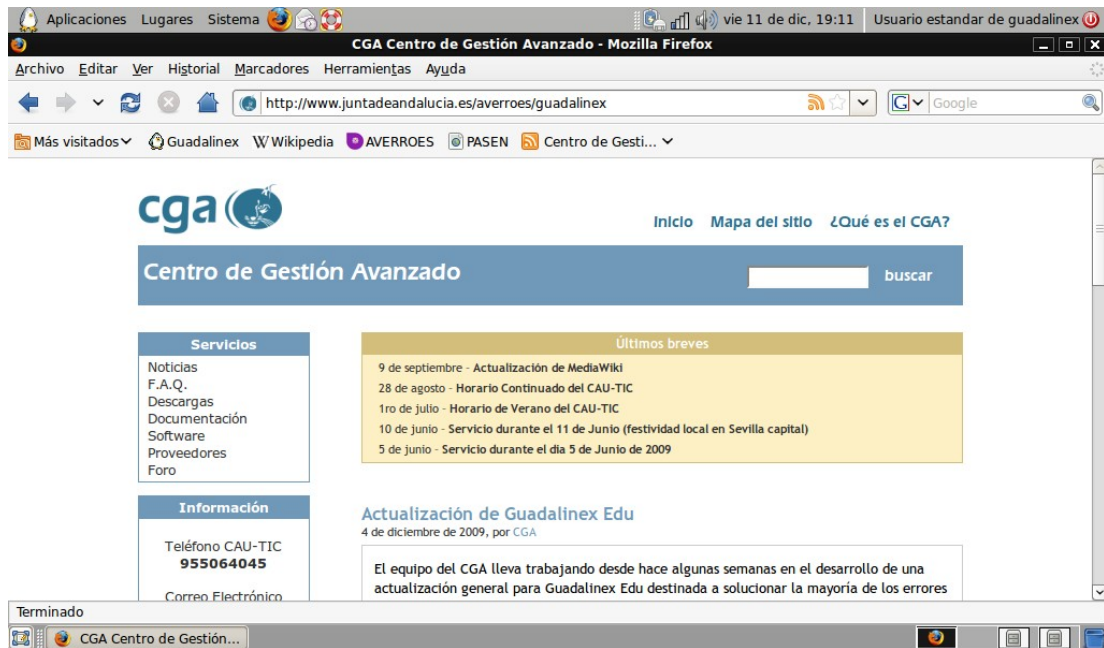 Aplicaciones Lugares Sistema vie 11 de dic, 19:11 Usuario estandar de guadalinex
CGA Centro de Gestión Avanzado - Mozilla Firefox
Archivo Editar Ver Historial Marcadores Herramientas Ayuda
http://www.juntadeandalucia.es/averroes/guadalinex G Google
Más visitados Guadalinex W Wikipedia AVERROES PASEN Centro de Gesti...
cga
Inicio Mapa del sitio ¿Qué es el CGA?
Centro de Gestión Avanzado buscar
Servicios
Noticias
F.A.Q.
Descargas
Documentación
Software
Proveedores
Foro
Últimos breves
9 de septiembre - Actualización de MediaWiki
28 de agosto - Horario Continuado del CAU-TIC
1ro de julio - Horario de Verano del CAU-TIC
10 de junio - Servicio durante el 11 de Junio (festividad local en Sevilla capital)
5 de junio - Servicio durante el dia 5 de Junio de 2009
Información
Teléfono CAU-TIC
955064045
Correo Electrónico
Actualización de Guadalinex Edu
4 de diciembre de 2009, por CGA
El equipo del CGA lleva trabajando desde hace algunas semanas en el desarrollo de una
actualización general para Guadalinex Edu destinada a solucionar la mayoría de los errores
Terminado
CGA Centro de Gestión...